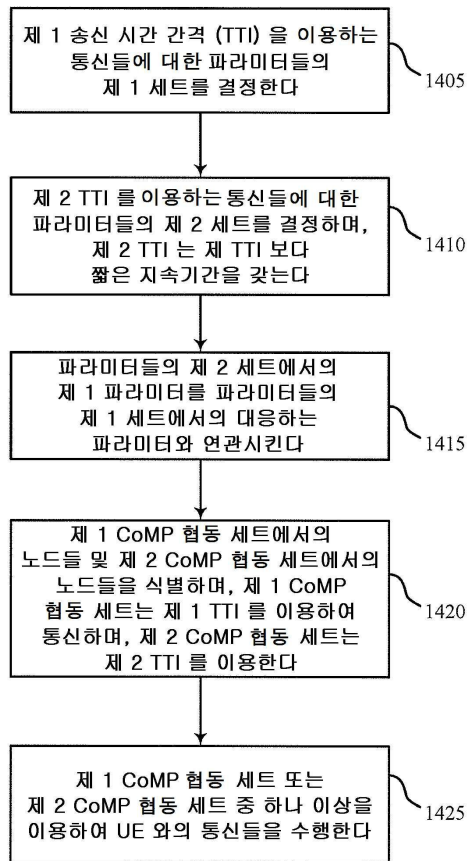 제 1 송신 시간 간격 (TTI) 을 이용하는
통신들에 대한 파라미터들의
제 1 세트를 결정한다
1405
제 2 TTI 를 이용하는 통신들에 대한
파라미터들의 제 2 세트를 결정하며,
제 2 TTI 는 제 TTI 보다
짧은 지속기간을 갖는다
1410
파라미터들의 제 2 세트에서의
제 1 파라미터를 파라미터들의
제 1 세트에서의 대응하는
파라미터와 연관시킨다
1415
제 1 CoMP 협동 세트에서의
노드들 및 제 2 CoMP 협동 세트에서의
노드들을 식별하며, 제 1 CoMP
협동 세트는 제 1 TTI 를 이용하여
통신하며, 제 2 CoMP 협동 세트는
제 2 TTI 를 이용한다
1420
제 1 CoMP 협동 세트 또는
제 2 CoMP 협동 세트 중 하나 이상을
이용하여 UE 와의 통신들을 수행한다
1425